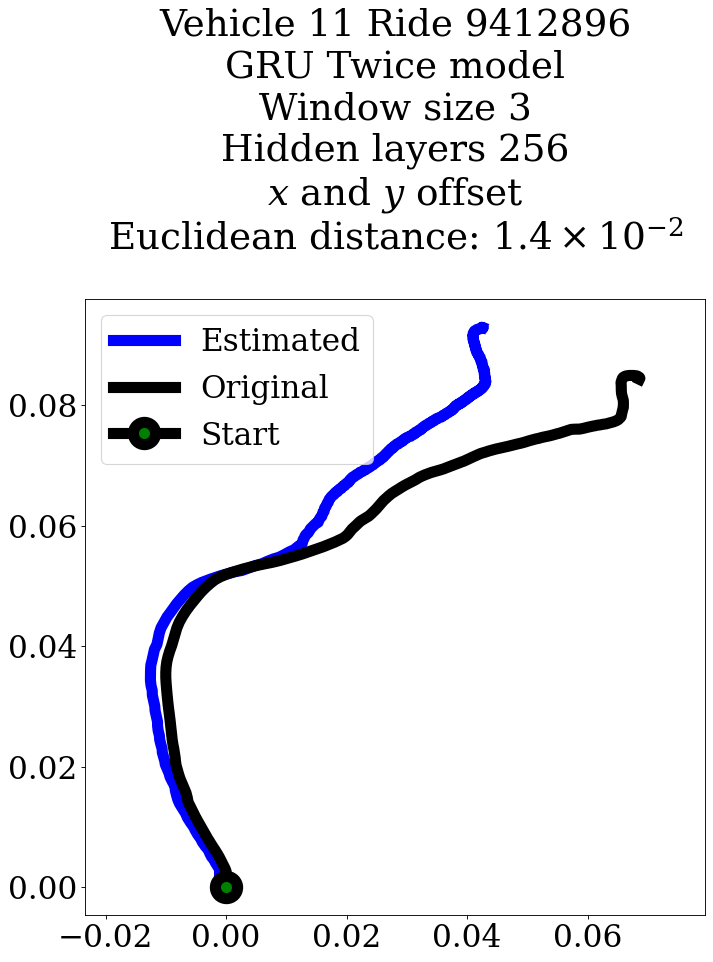 Vehicle 11 Ride 9412896
GRU Twice model
Window size 3
Hidden layers 256
x and y offset
Euclidean distance: 1.4 × 10⁻²
Estimated
Original
Start
0.08
0.06
0.04
0.02
0.00
−0.02 0.00 0.02 0.04 0.06